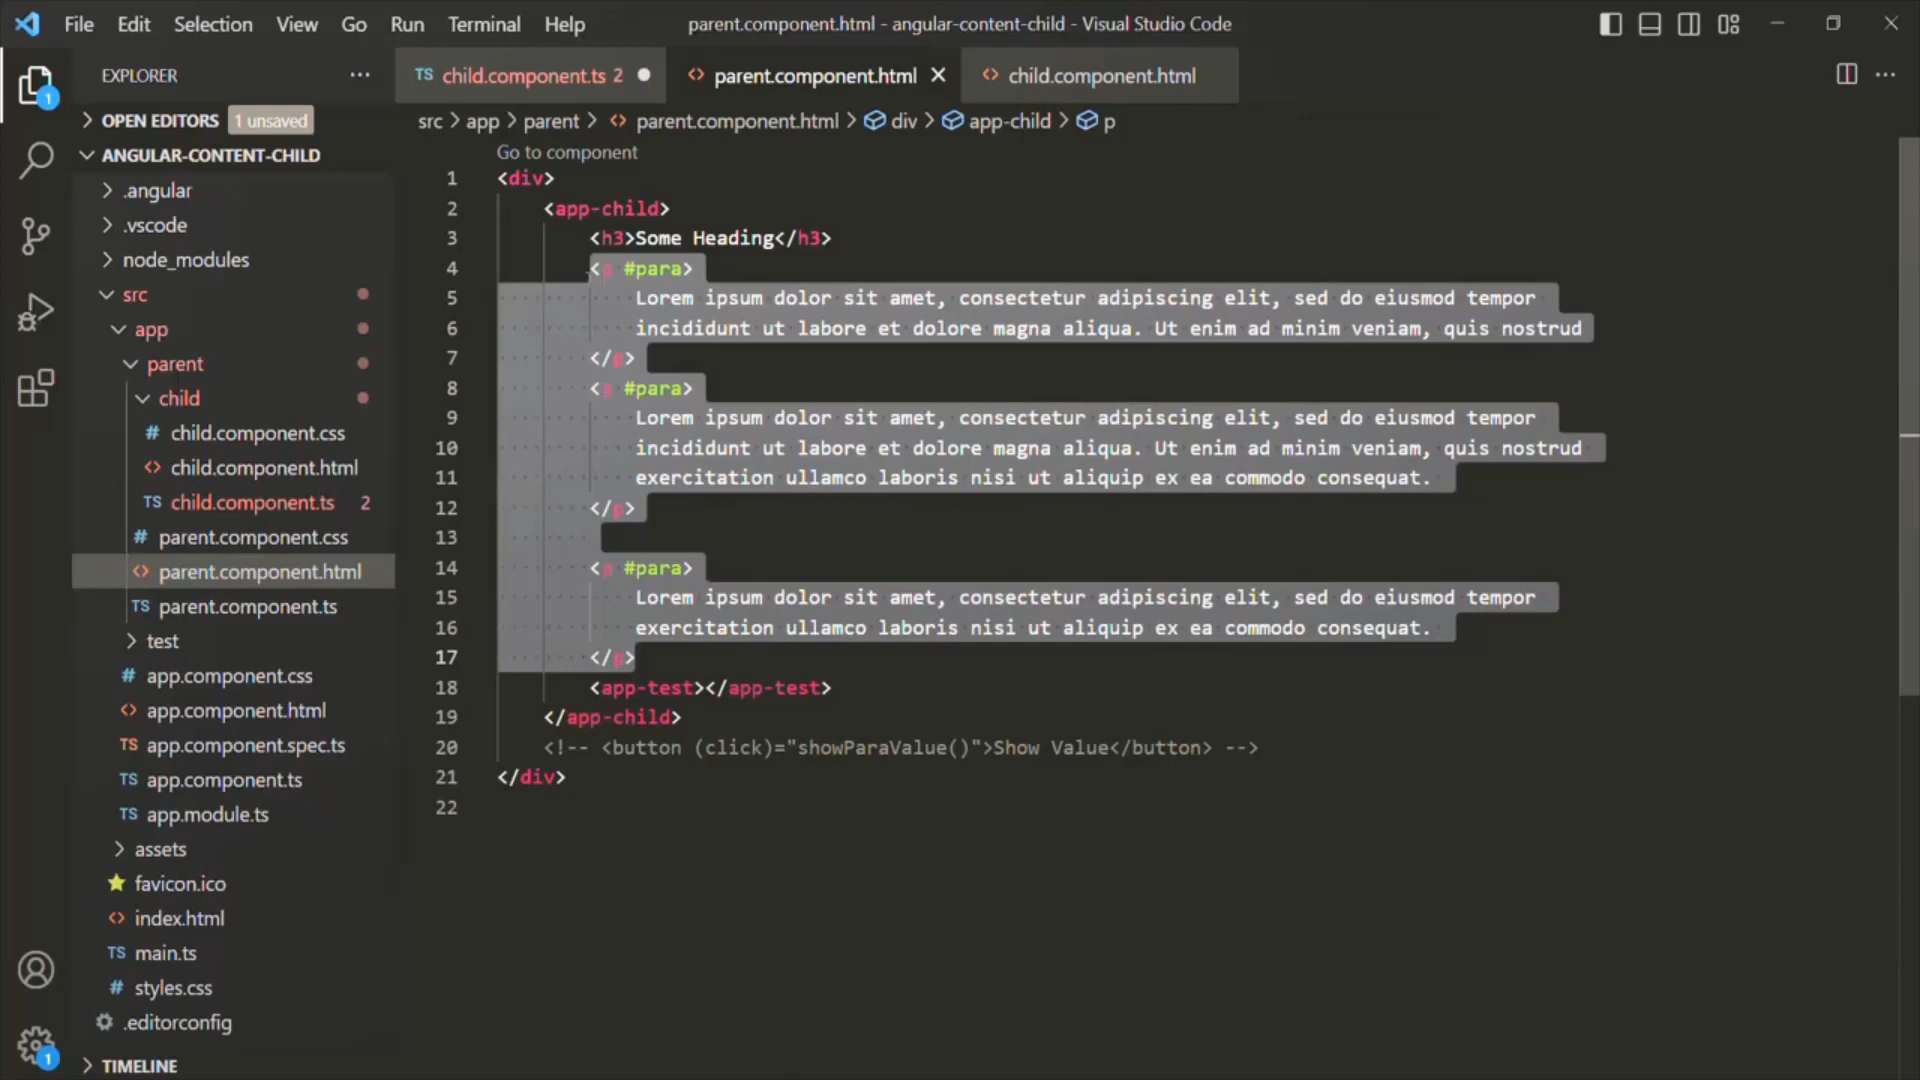 File Edit Selection View Go Run Terminal Help parent.component.html - angular-content-child - Visual Studio Code
EXPLORER ···
TS child.component.ts 2
parent.component.html
child.component.html
OPEN EDITORS 1 unsaved
src > app > parent > parent.component.html > div > app-child > p
ANGULAR-CONTENT-CHILD
.angular
.vscode
node_modules
src
app
parent
child
# child.component.css
<> child.component.html
TS child.component.ts 2
# parent.component.css
<> parent.component.html
TS parent.component.ts
test
# app.component.css
<> app.component.html
TS app.component.spec.ts
TS app.component.ts
TS app.module.ts
assets
favicon.ico
<> index.html
TS main.ts
# styles.css
.editorconfig
TIMELINE
1
1
Go to component
1 <div>
2 <app-child>
3 <h3>Some Heading</h3>
4 <p #para>
5 Lorem ipsum dolor sit amet, consectetur adipiscing elit, sed do eiusmod tempor
6 incididunt ut labore et dolore magna aliqua. Ut enim ad minim veniam, quis nostrud
7 </p>
8 <p #para>
9 Lorem ipsum dolor sit amet, consectetur adipiscing elit, sed do eiusmod tempor
10 incididunt ut labore et dolore magna aliqua. Ut enim ad minim veniam, quis nostrud
11 exercitation ullamco laboris nisi ut aliquip ex ea commodo consequat.
12 </p>
13
14 <p #para>
15 Lorem ipsum dolor sit amet, consectetur adipiscing elit, sed do eiusmod tempor
16 exercitation ullamco laboris nisi ut aliquip ex ea commodo consequat.
17 </p>
18 <app-test></app-test>
19 </app-child>
20 <!-- <button (click)="showParaValue()">Show Value</button> -->
21 </div>
22